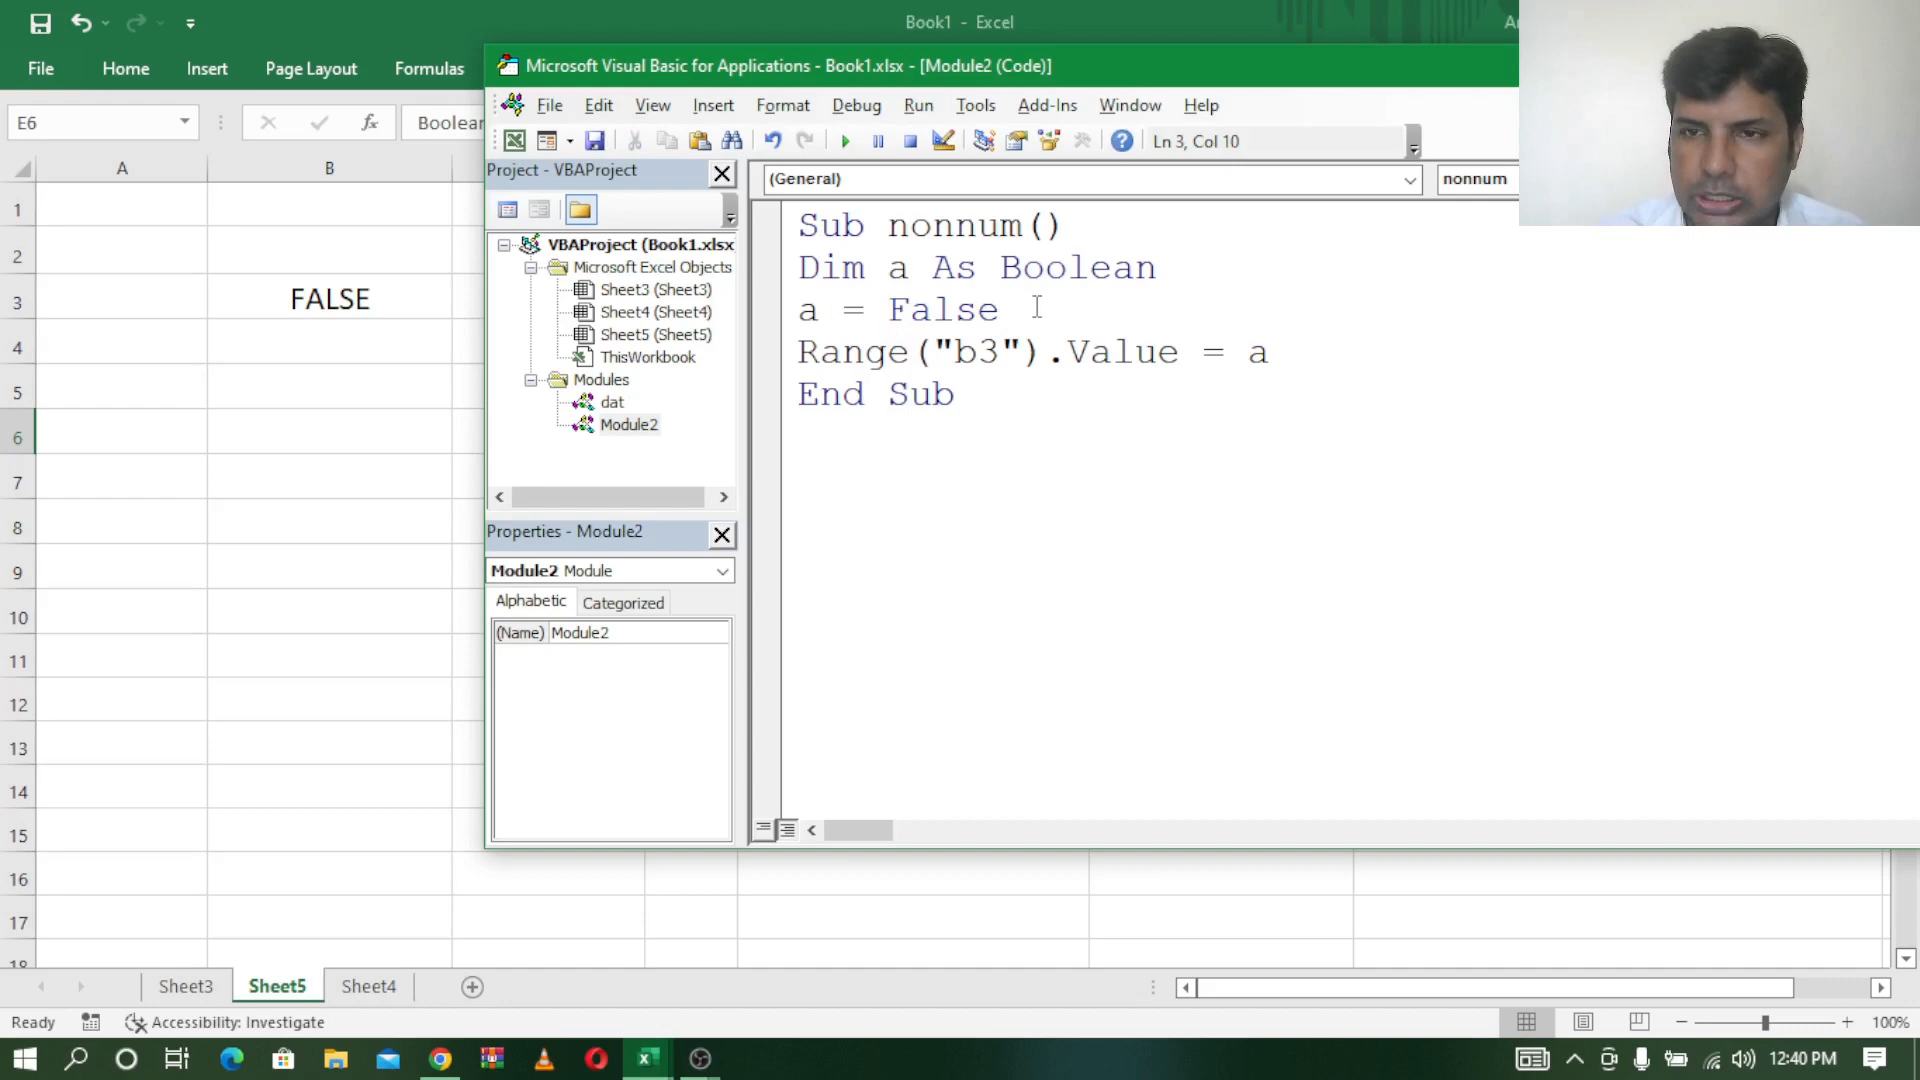 Book1 - Excel
File Home Insert Page Layout Formulas
E6
fx
Boolean
A B
1
2
3 FALSE
4
5
6
7
8
9
10
11
12
13
14
15
16
17
18
Microsoft Visual Basic for Applications - Book1.xlsx - [Module2 (Code)]
File Edit View Insert Format Debug Run Tools Add-Ins Window Help
Ln 3, Col 10
Project - VBAProject
VBAProject (Book1.xlsx
Microsoft Excel Objects
Sheet3 (Sheet3)
Sheet4 (Sheet4)
Sheet5 (Sheet5)
ThisWorkbook
Modules
dat
Module2
Properties - Module2
Module2 Module
Alphabetic Categorized
(Name) Module2
(General) nonnum
Sub nonnum()
Dim a As Boolean
a = False
Range("b3").Value = a
End Sub
Sheet3 Sheet5 Sheet4
Ready Accessibility: Investigate 100%
12:40 PM